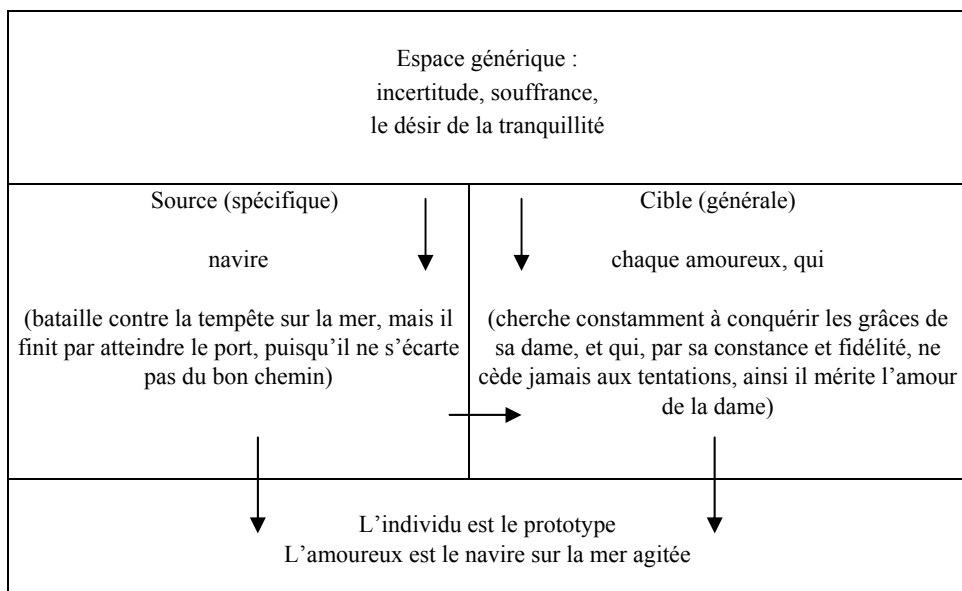 Espace générique :
incertitude, souffrance,
le désir de la tranquillité
Source (spécifique)
navire
(bataille contre la tempête sur la mer, mais il
finit par atteindre le port, puisqu’il ne s’écarte
pas du bon chemin)
Cible (générale)
chaque amoureux, qui
(cherche constamment à conquérir les grâces de
sa dame, et qui, par sa constance et fidélité, ne
cède jamais aux tentations, ainsi il mérite l’amour
de la dame)
L’individu est le prototype
L’amoureux est le navire sur la mer agitée